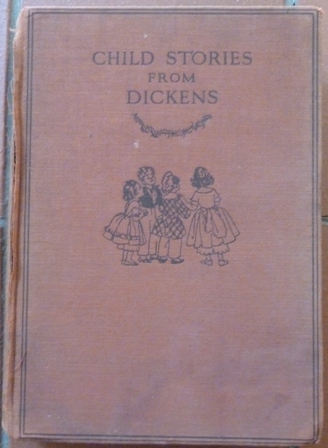 CHILD STORIES
FROM
DICKENS